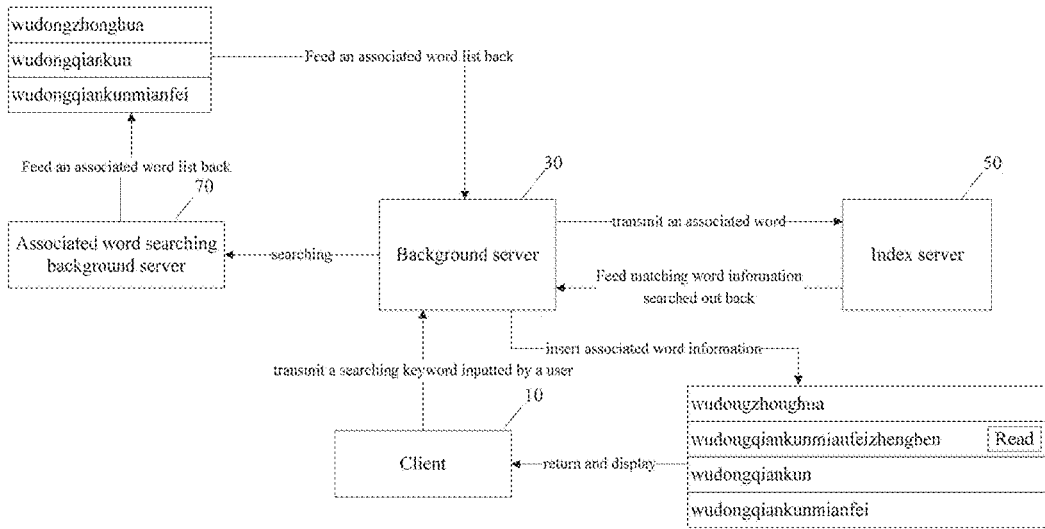 wudongzhonghua
wudongqiankun
wudongqiankunmianfei
Feed an associated word list back
Feed an associated word list back
70
Associated word searching
background server
searching
30
Background server
transmit an associated word
Feed matching word information
searched out back
50
Index server
transmit a searching keyword inputted by a user
insert associated word information
10
Client
return and display
wudongzhonghua
wudongqiankunmianfeizhengben Read
wudongqiankun
wudongqiankunmianfei